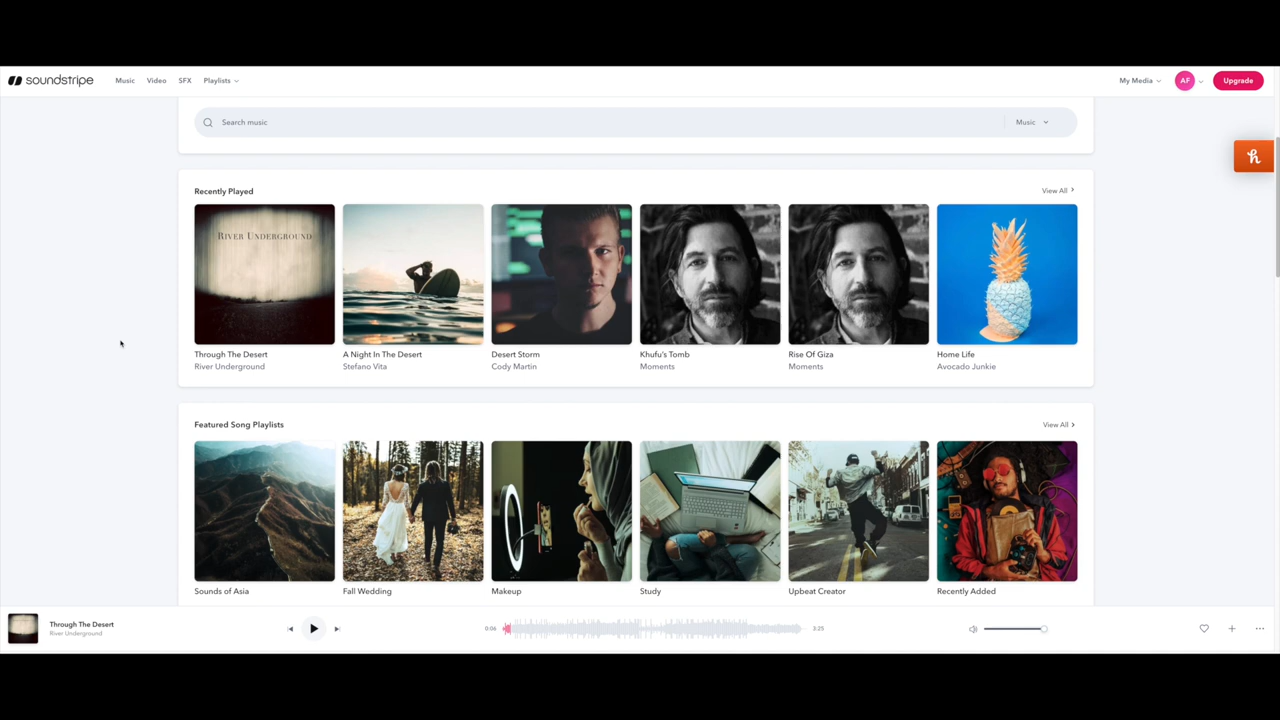 soundstripe Music Video SFX Playlists My Media AF Upgrade
Search music Music
Recently Played View All
RIVER UNDERGROUND
Through The Desert A Night In The Desert Desert Storm Khufu's Tomb Rise Of Giza Home Life
River Underground Stefano Vita Cody Martin Moments Moments Avocado Junkie
Featured Song Playlists View All
Sounds of Asia Fall Wedding Makeup Study Upbeat Creator Recently Added
Through The Desert
River Underground
0:06 3:25